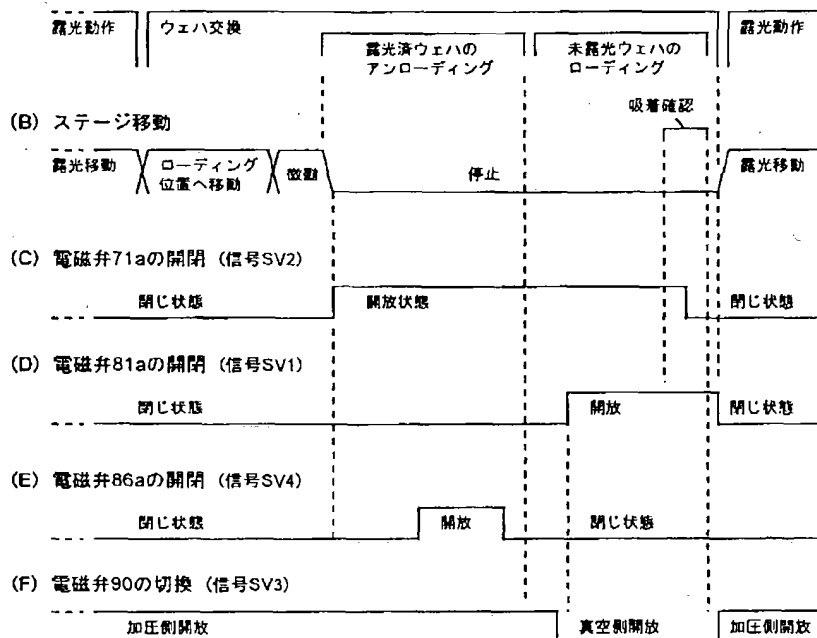 露光動作 ウェハ交換 露光動作
露光済ウェハの 未露光ウェハの
アンローディング ローディング
吸着確認
(B) ステージ移動
露光移動 ローディング 微動 停止 露光移動
位置へ移動
(C) 電磁弁71aの開閉 (信号SV2)
閉じ状態 開放状態 閉じ状態
(D) 電磁弁81aの開閉 (信号SV1)
閉じ状態 開放 閉じ状態
(E) 電磁弁86aの開閉 (信号SV4)
閉じ状態 開放 閉じ状態
(F) 電磁弁90の切換 (信号SV3)
加圧側開放 真空側開放 加圧側開放